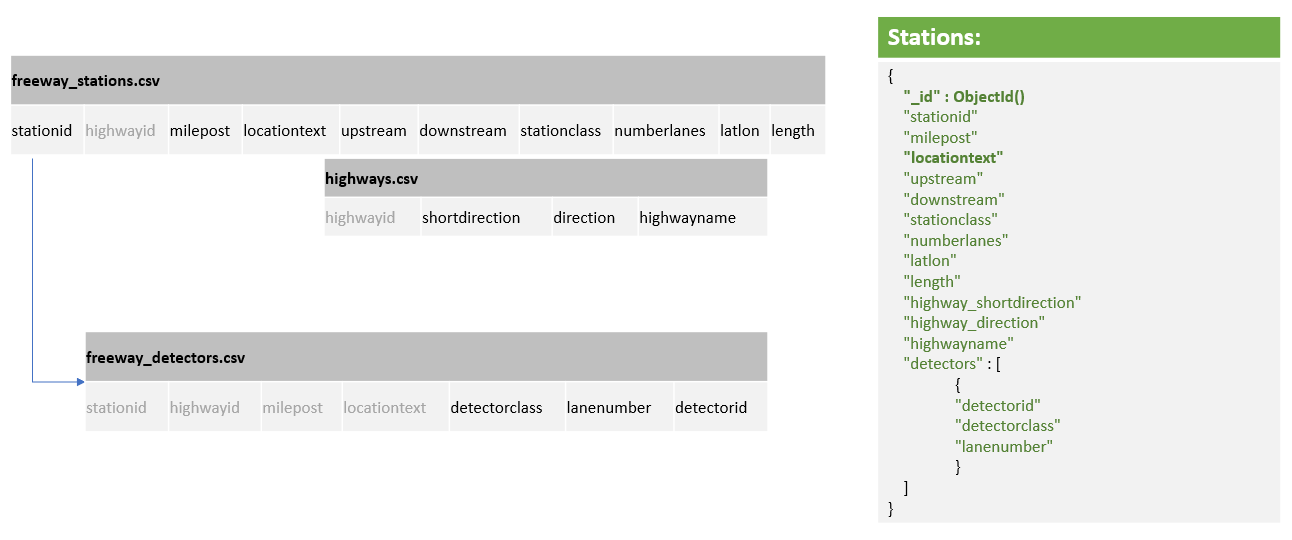 freeway_stations.csv
stationid highwayid milepost locationtext upstream downstream stationclass numberlanes latlon length
highways.csv
highwayid shortdirection direction highwayname
freeway_detectors.csv
stationid highwayid milepost locationtext detectorclass lanenumber detectorid
Stations:
{
"_id" : ObjectId()
"stationid"
"milepost"
"locationtext"
"upstream"
"downstream"
"stationclass"
"numberlanes"
"latlon"
"length"
"highway_shortdirection"
"highway_direction"
"highwayname"
"detectors" : [
{
"detectorid"
"detectorclass"
"lanenumber"
}
]
}